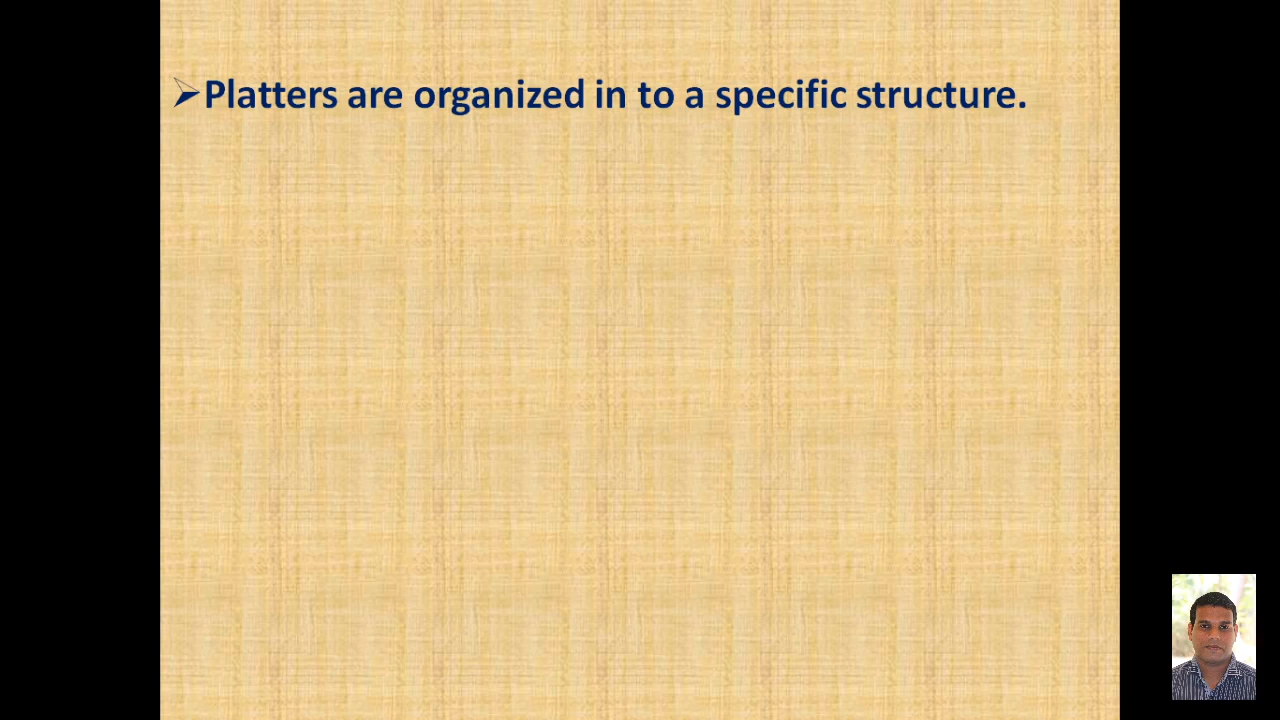 ➢Platters are organized in to a specific structure.